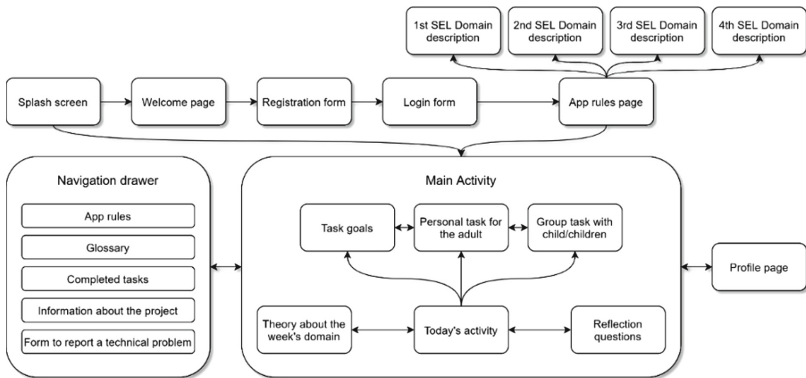 1st SEL Domain
description
2nd SEL Domain
description
3rd SEL Domain
description
4th SEL Domain
description
Splash screen
Welcome page
Registration form
Login form
App rules page
Navigation drawer
App rules
Glossary
Completed tasks
Information about the project
Form to report a technical problem
Main Activity
Task goals
Personal task for
the adult
Group task with
child/children
Theory about the
week's domain
Today's activity
Reflection
questions
Profile page